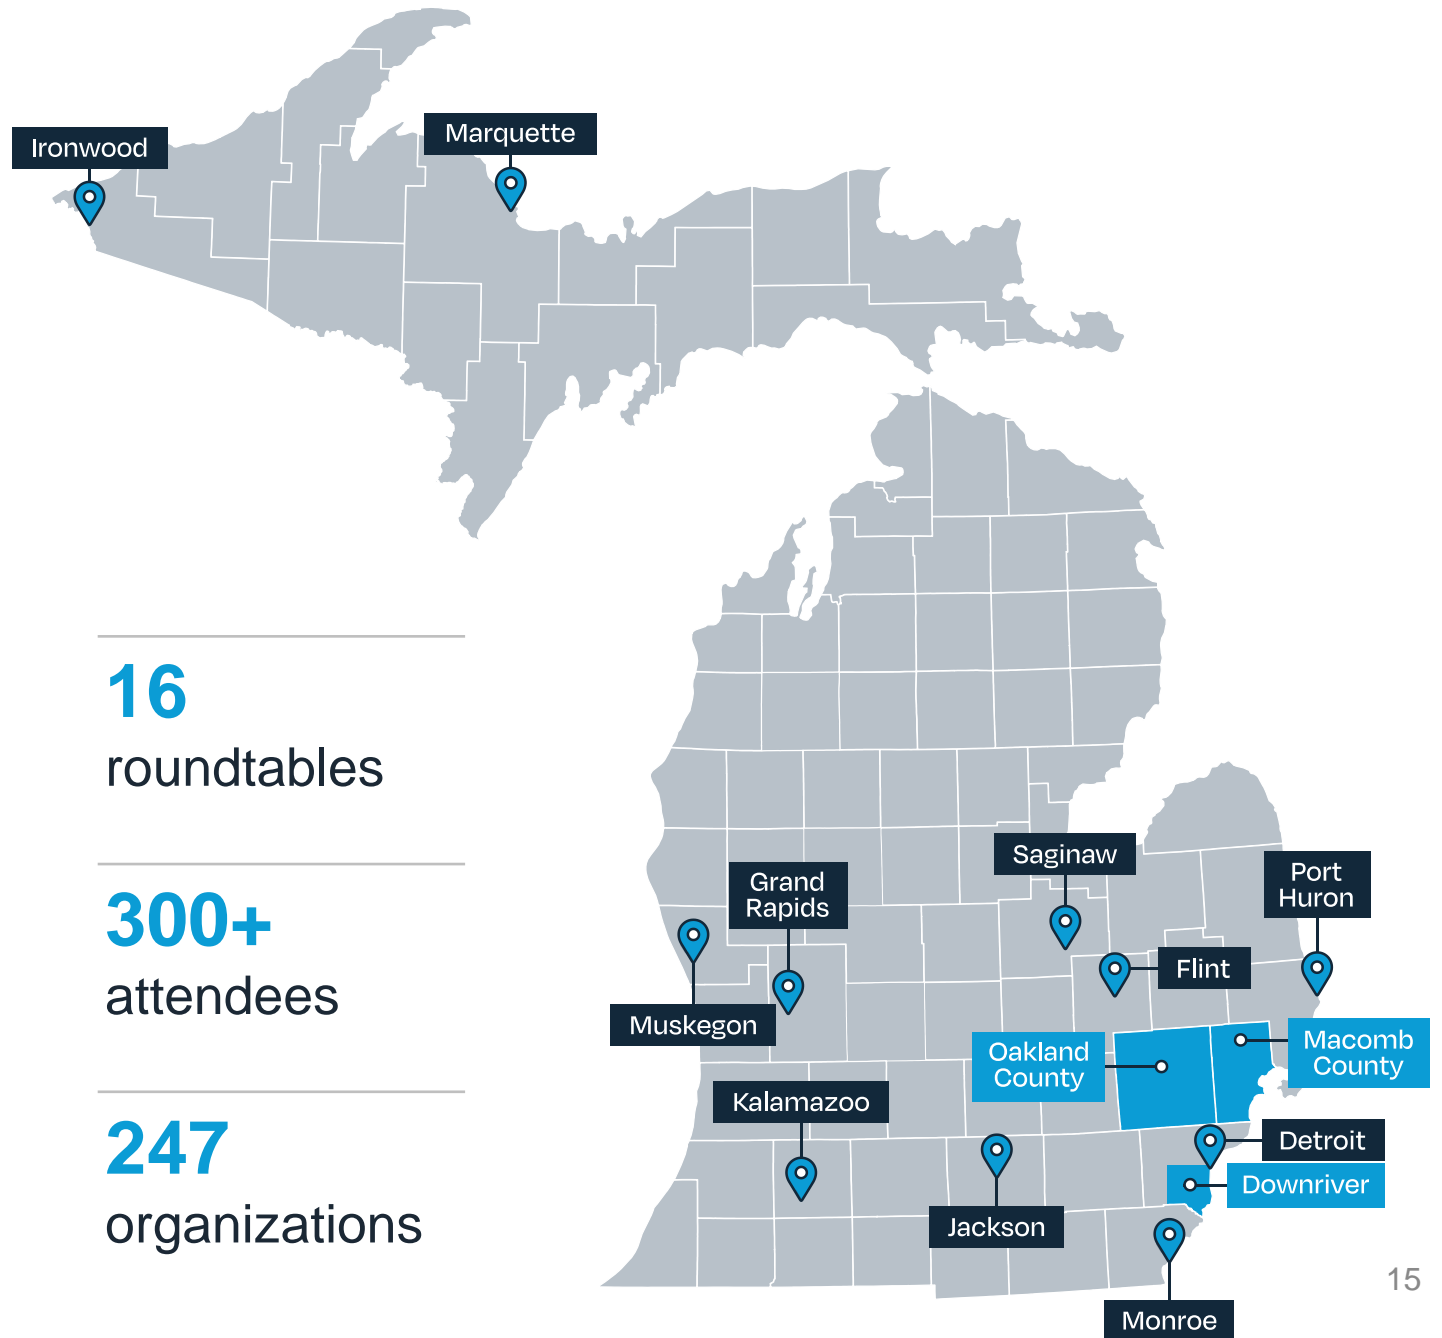 Ironwood
Marquette
16
roundtables
300+
attendees
247
organizations
Saginaw
Grand
Rapids
Port
Huron
Flint
Muskegon
Oakland
County
Macomb
County
Kalamazoo
Detroit
Downriver
Jackson
Monroe
15